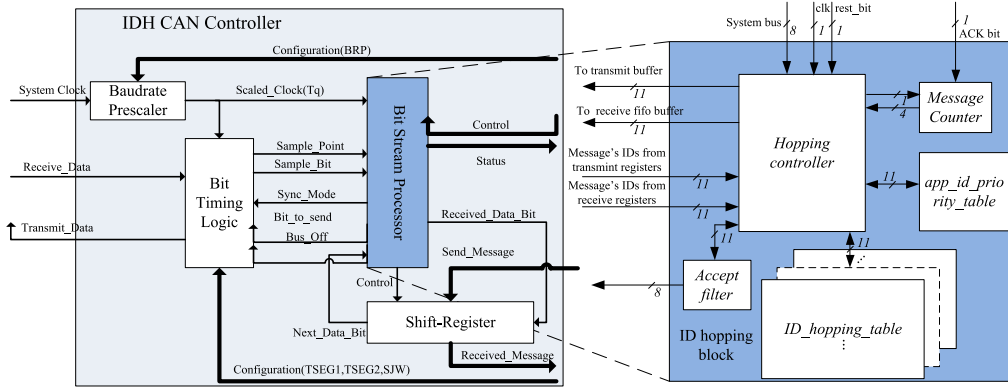 IDH CAN Controller
Configuration(BRP)
System Clock
Baudrate
Prescaler
Scaled_Clock(Tq)
Bit Stream Processor
Control
Status
Sample_Point
Sample_Bit
Receive_Data
Bit
Timing
Logic
Sync_Mode
Bit_to_send
Transmit_Data
Bus_Off
Received_Data_Bit
Send_Message
Control
Next_Data_Bit
Shift-Register
Received_Message
Configuration(TSEG1,TSEG2,SJW)
System bus
8
clk
1
rest_bit
1
1
ACK bit
To transmit buffer
11
To receive fifo buffer
11
Message's IDs from
transmint registers
11
Message's IDs from
receive registers
11
Hopping
controller
1
4
Message
Counter
11
app_id_prio
rity_table
11
11
Accept
filter
8
ID hopping
block
...
ID_hopping_table
...